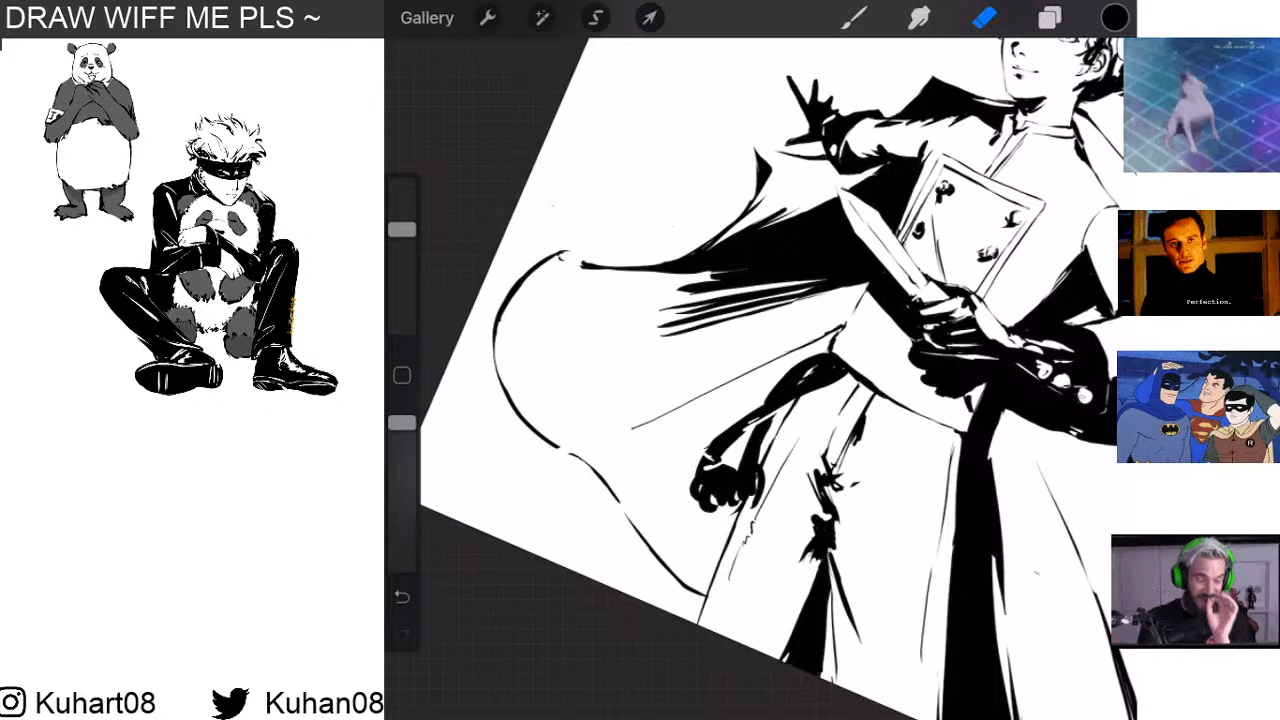 DRAW WIFF ME PLS ~
Gallery
Perfection.
Kuhart08
Kuhan08